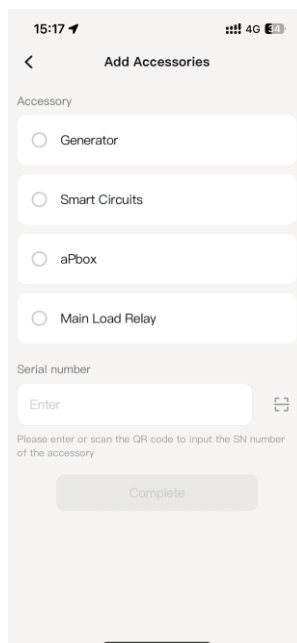 15:17 4G 34
Add Accessories
Accessory
Generator
Smart Circuits
aPbox
Main Load Relay
Serial number
Enter
Please enter or scan the QR code to input the SN number
of the accessory
Complete